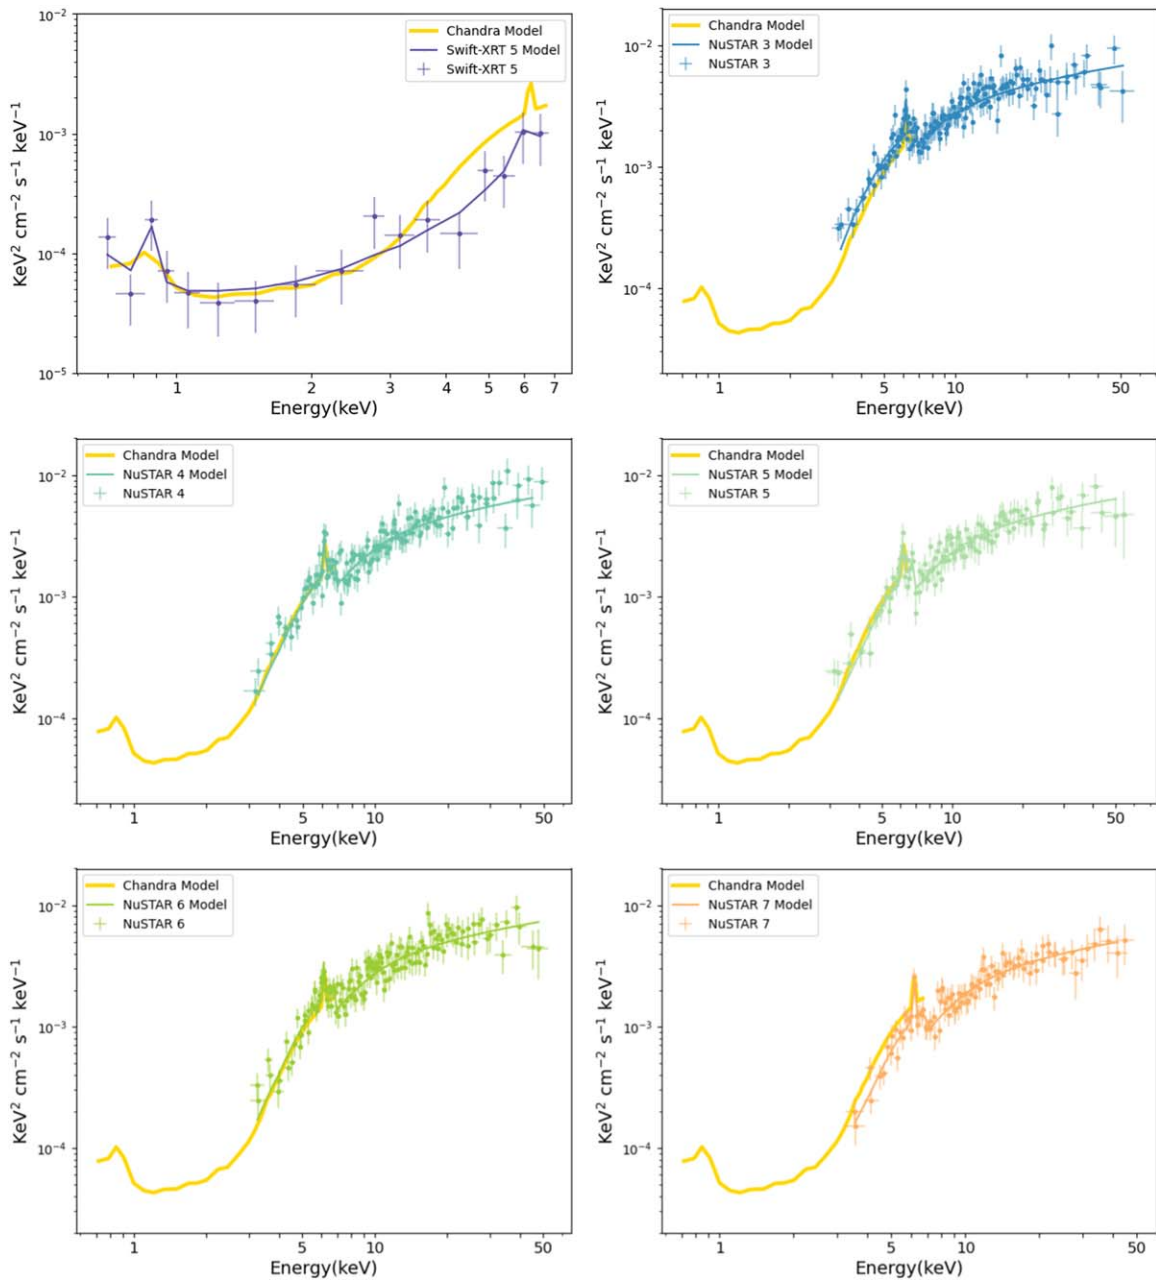 10⁻²
10⁻³
10⁻⁴
10⁻⁵
KeV² cm⁻² s⁻¹ keV⁻¹
Chandra Model
Swift-XRT 5 Model
Swift-XRT 5
1 2 3 4 5 6 7
Energy(keV)
10⁻²
10⁻³
10⁻⁴
KeV² cm⁻² s⁻¹ keV⁻¹
Chandra Model
NuSTAR 3 Model
NuSTAR 3
1 5 10 50
Energy(keV)
10⁻²
10⁻³
10⁻⁴
KeV² cm⁻² s⁻¹ keV⁻¹
Chandra Model
NuSTAR 4 Model
NuSTAR 4
1 5 10 50
Energy(keV)
10⁻²
10⁻³
10⁻⁴
KeV² cm⁻² s⁻¹ keV⁻¹
Chandra Model
NuSTAR 5 Model
NuSTAR 5
1 5 10 50
Energy(keV)
10⁻²
10⁻³
10⁻⁴
KeV² cm⁻² s⁻¹ keV⁻¹
Chandra Model
NuSTAR 6 Model
NuSTAR 6
1 5 10 50
Energy(keV)
10⁻²
10⁻³
10⁻⁴
KeV² cm⁻² s⁻¹ keV⁻¹
Chandra Model
NuSTAR 7 Model
NuSTAR 7
1 5 10 50
Energy(keV)